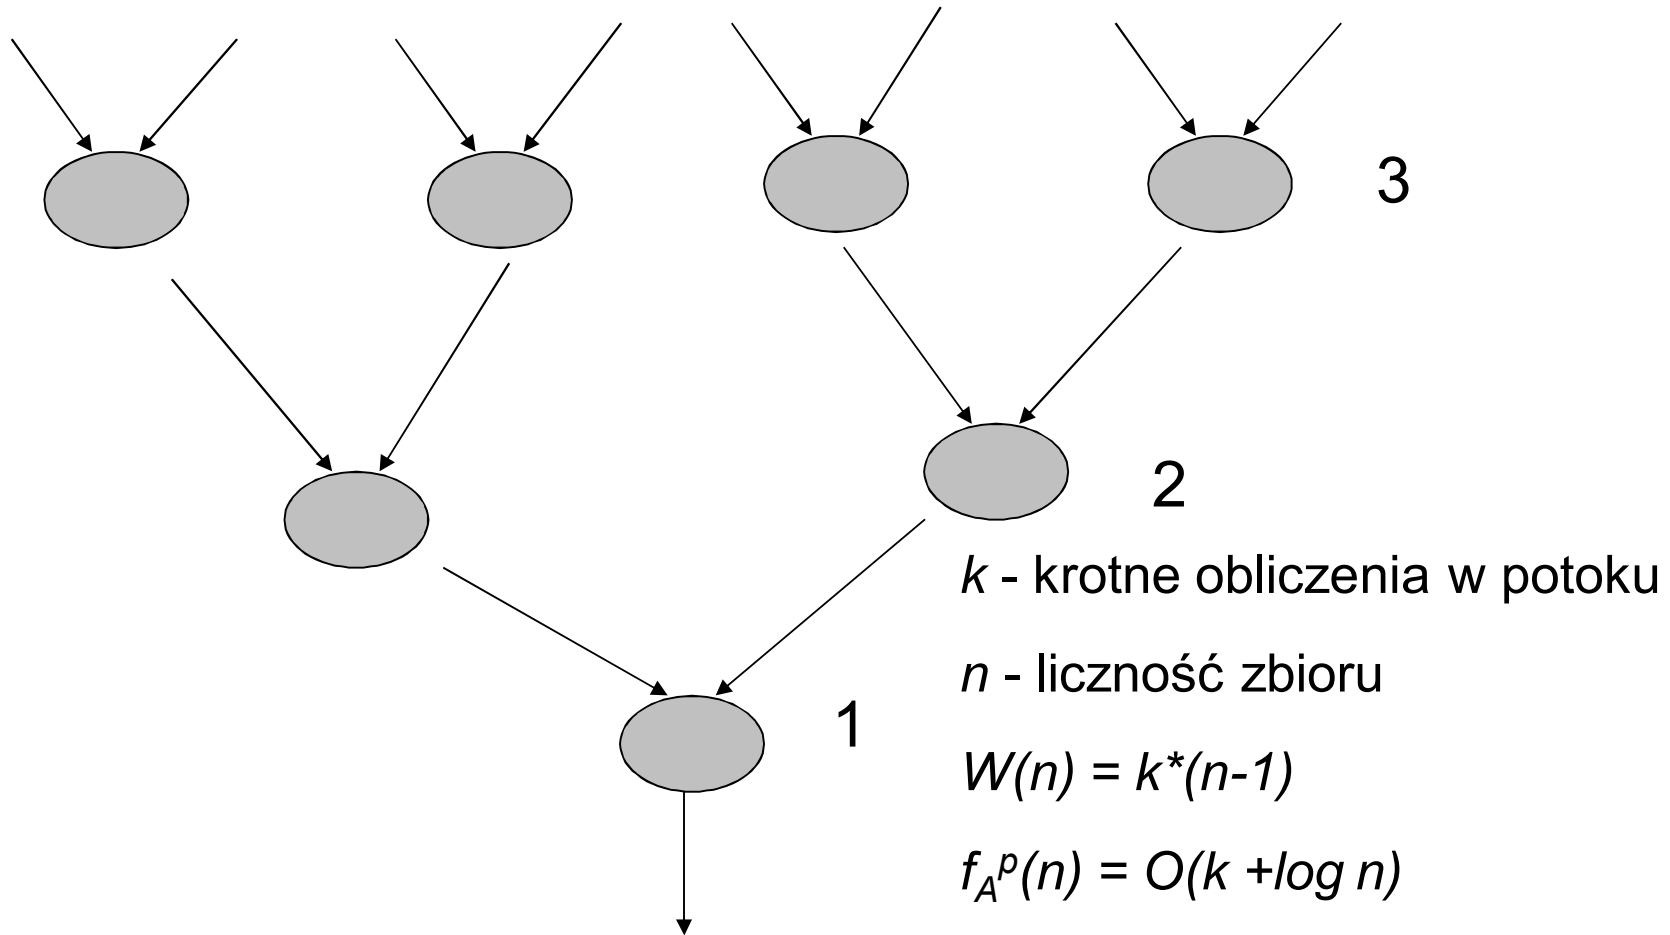 3
2
k - krotne obliczenia w potoku
n - liczność zbioru
1
W(n) = k*(n-1)
f_A^p(n) = O(k +log n)